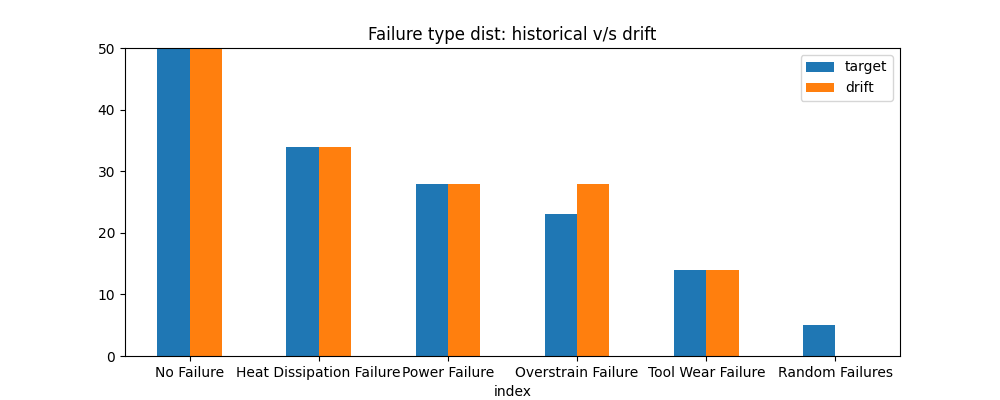 Failure type dist: historical v/s drift
target
drift
50
40
30
20
10
0
No Failure Heat Dissipation Failure Power Failure Overstrain Failure Tool Wear Failure Random Failures
index